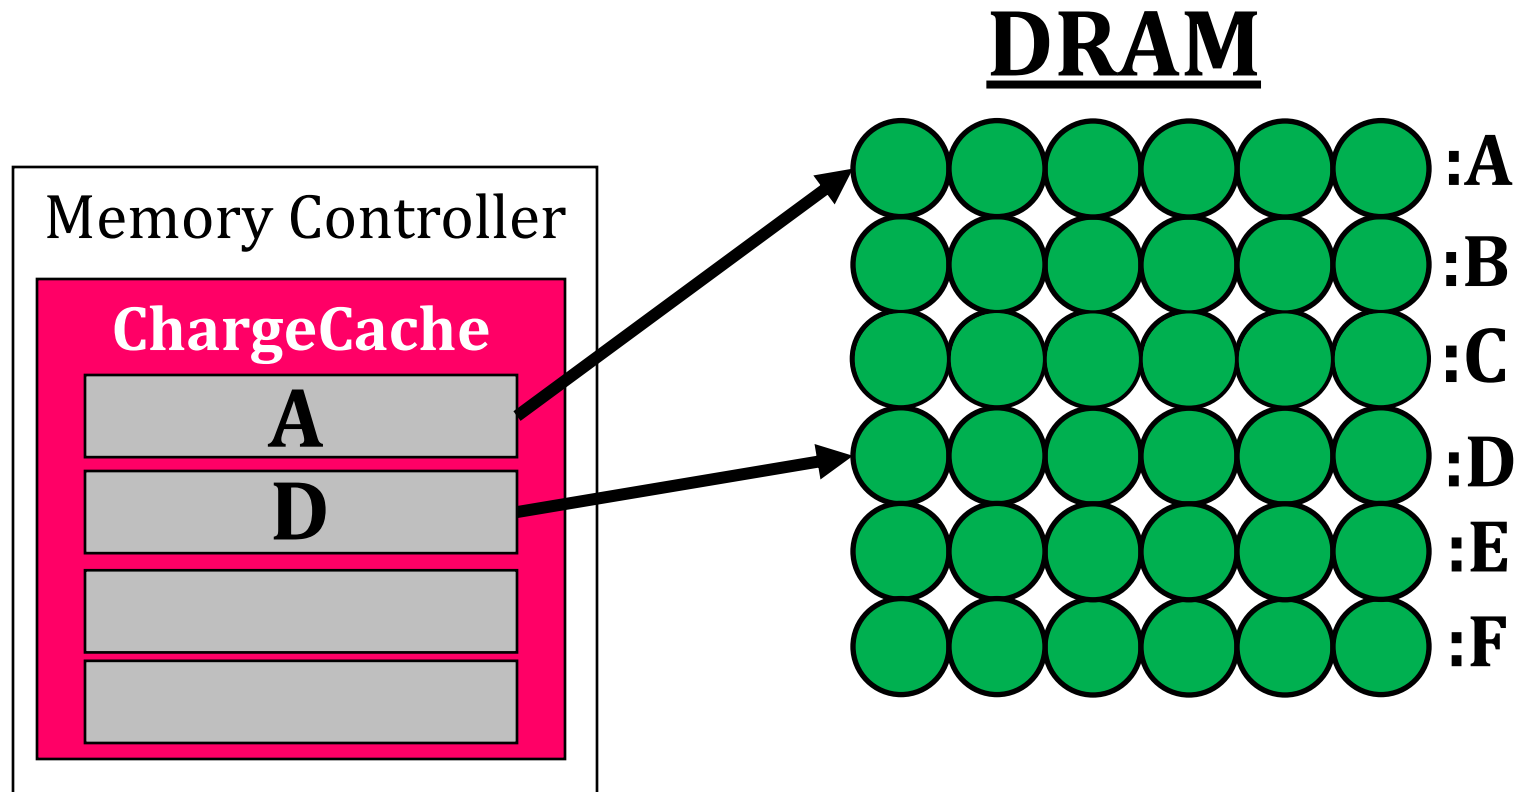 DRAM
Memory Controller
ChargeCache
A
D
:A
:B
:C
:D
:E
:F